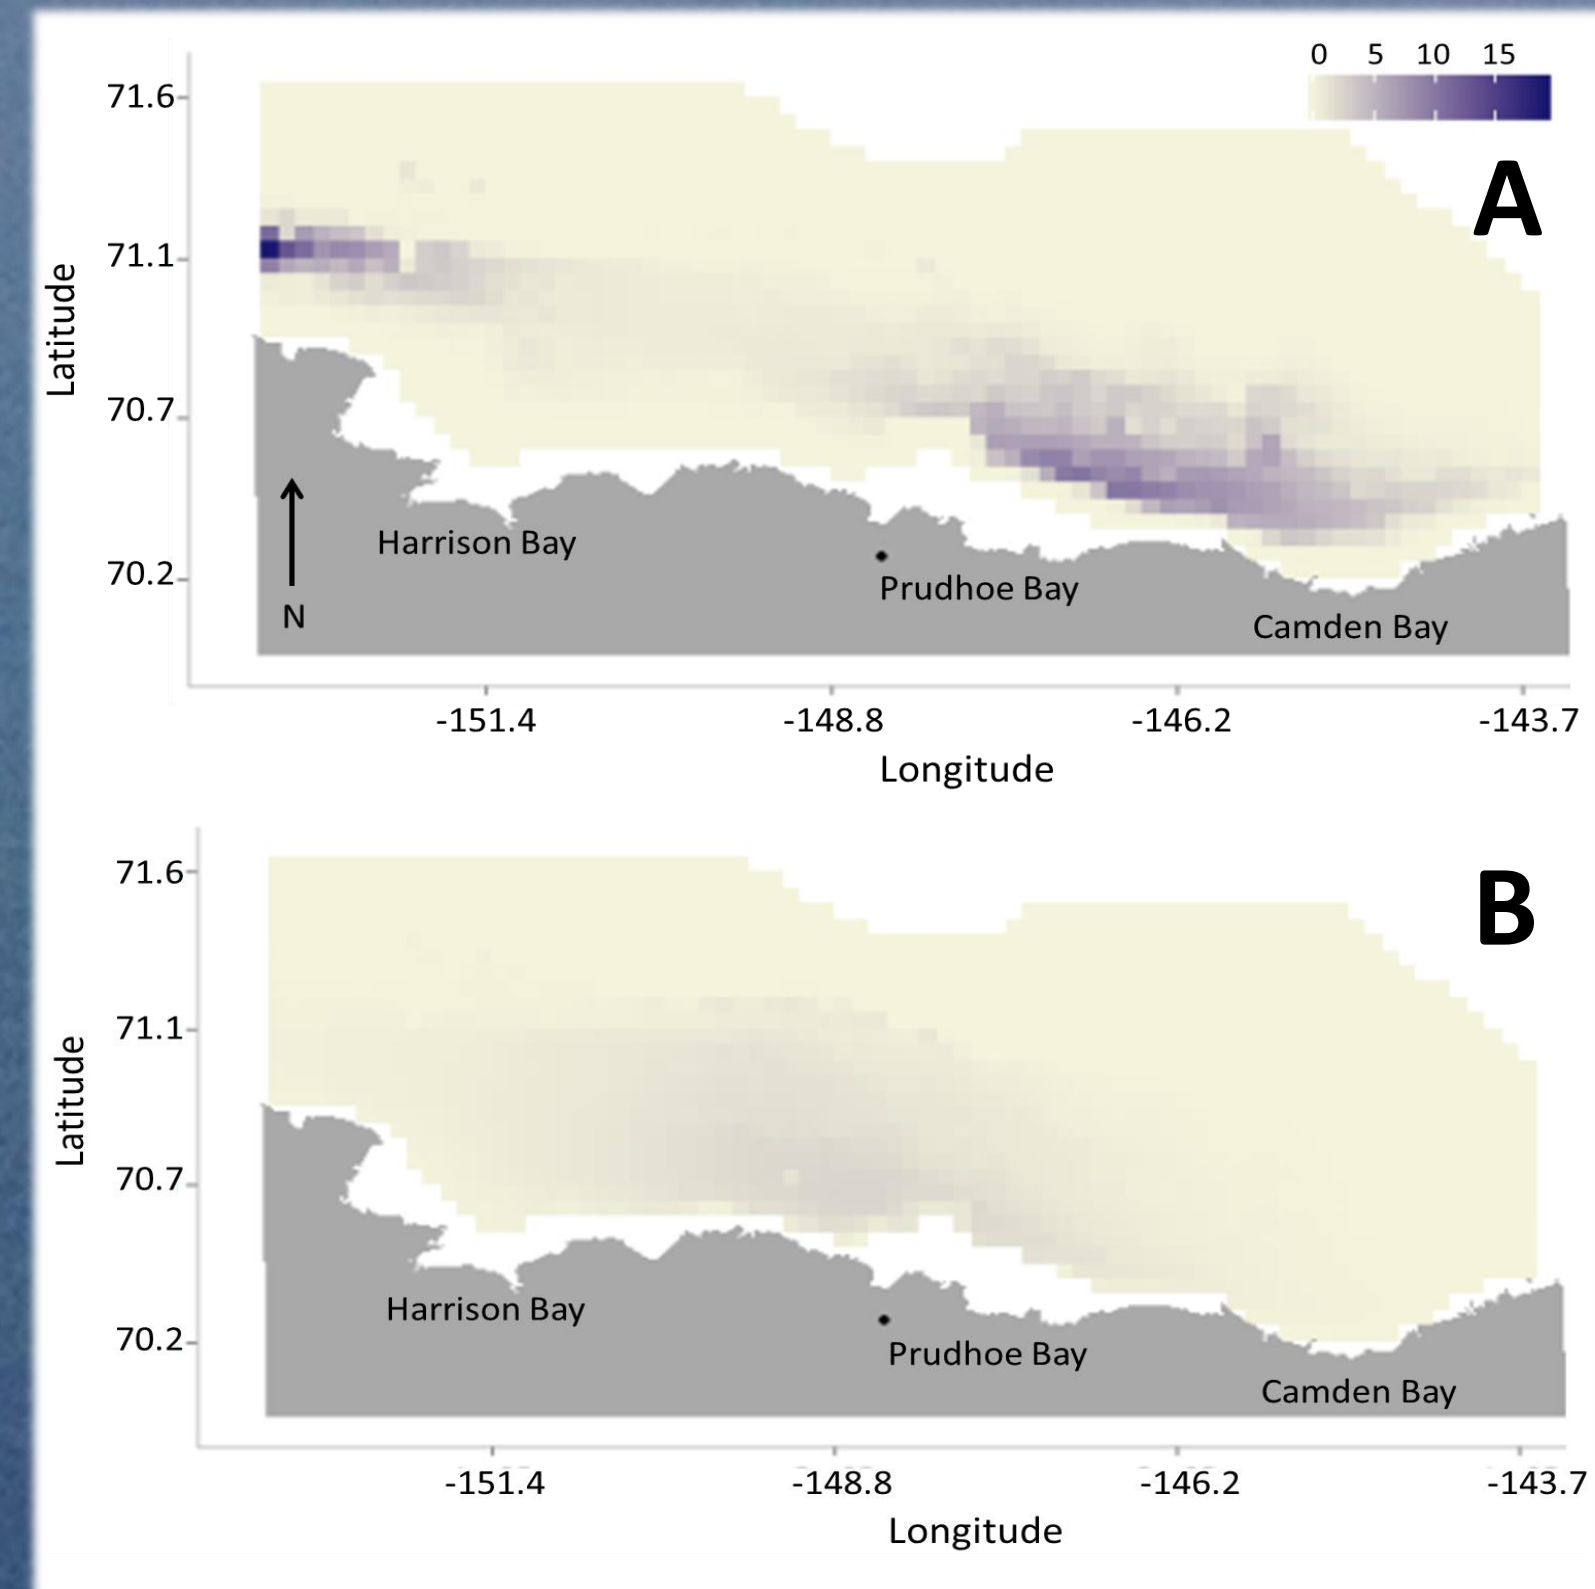 0 5 10 15
A
71.6
71.1
70.7
70.2
Latitude
N
Harrison Bay
Prudhoe Bay
Camden Bay
-151.4 -148.8 -146.2 -143.7
Longitude
B
71.6
71.1
70.7
70.2
Latitude
Harrison Bay
Prudhoe Bay
Camden Bay
-151.4 -148.8 -146.2 -143.7
Longitude